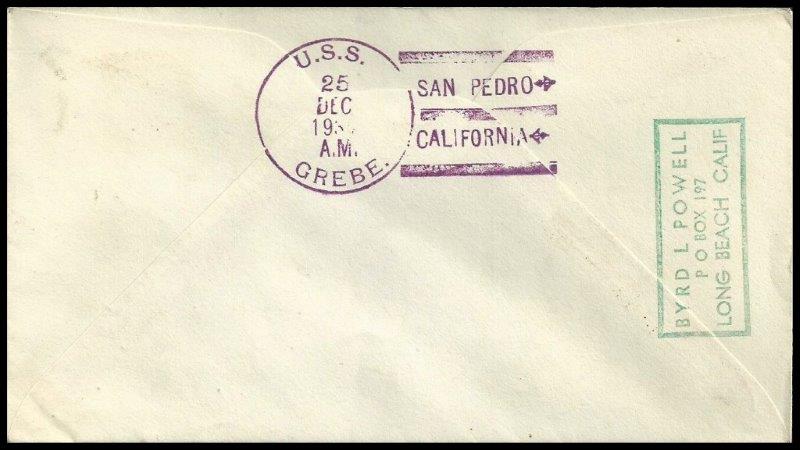 U.S.S.
25
DEC
A.M.
GREBE.
SAN PEDRO
CALIFORNIA
BYRD L POWELL
P O BOX 197
LONG BEACH CALIF